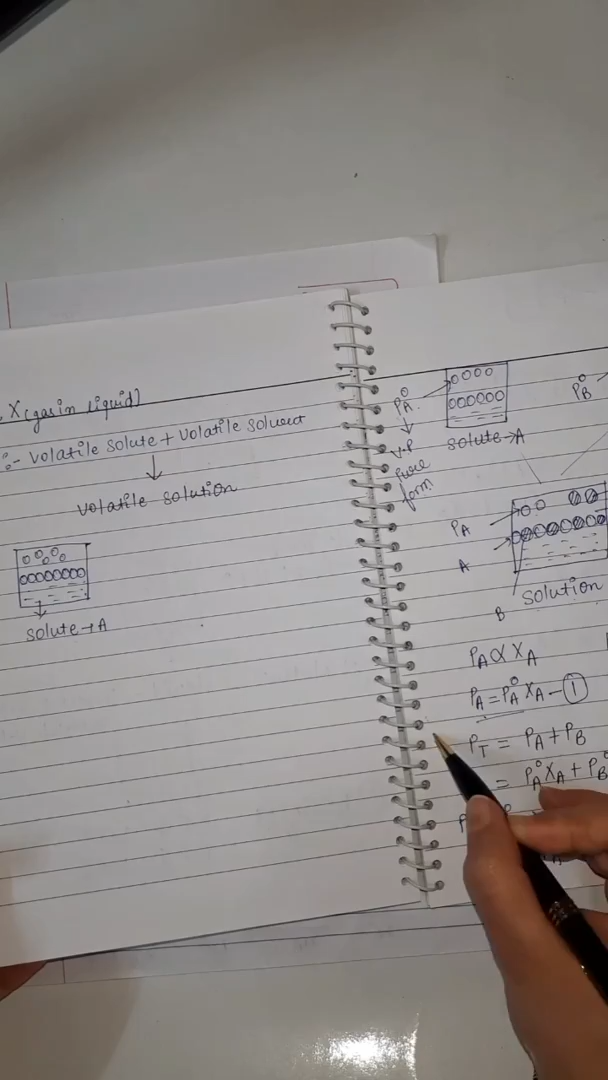 X (gas in liquid)
:- Volatile solute + Volatile solvent
↓
Volatile solution
solute → A
P°A
↓
V.P
Pure
form
solute → A
P°B
PA
A
B
Solution
PA ∝ XA
PA = P°A XA - ①
PT = PA + PB
= P°A XA + P°B